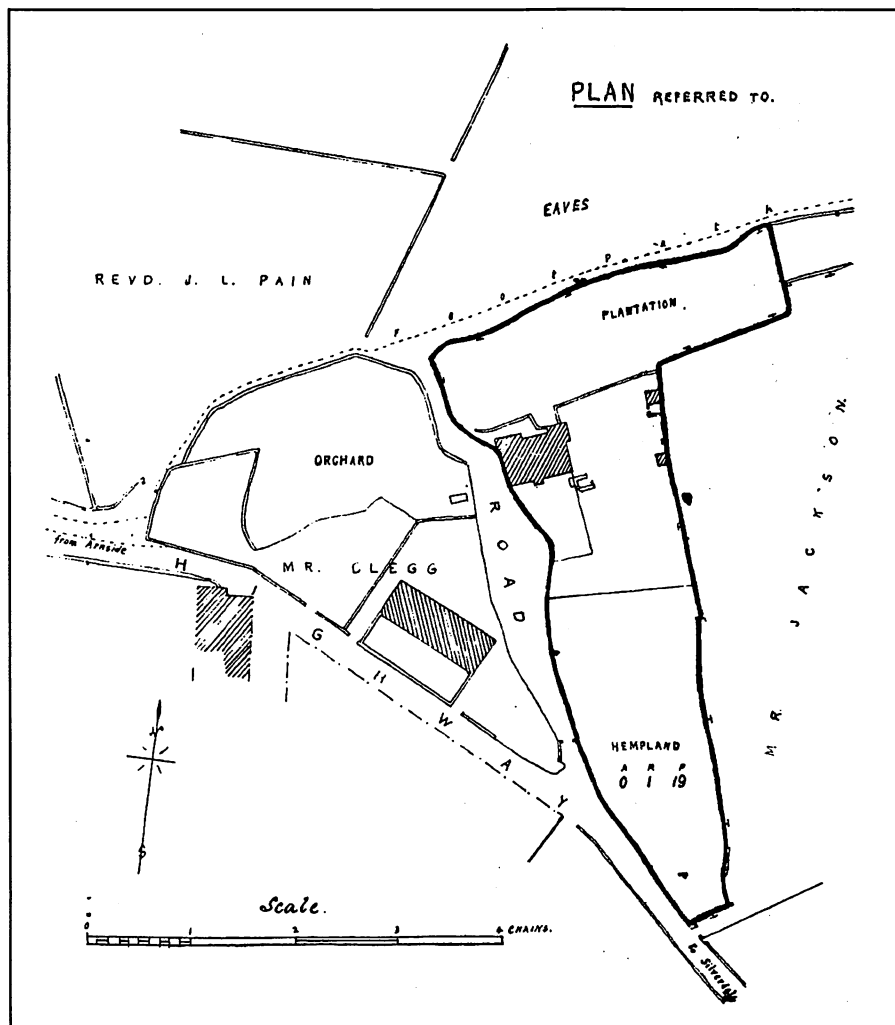 PLAN REFERRED TO.
EAVES
Footpath
REVD. J. L. PAIN
PLANTATION.
ORCHARD
ROAD
MR. JACKSON.
from Arnside
MR. CLEGG
HIGHWAY
HEMPLAND
A R P
0 1 19
N
S
Scale.
0 1 2 3 4 CHAINS.
to Silverdale